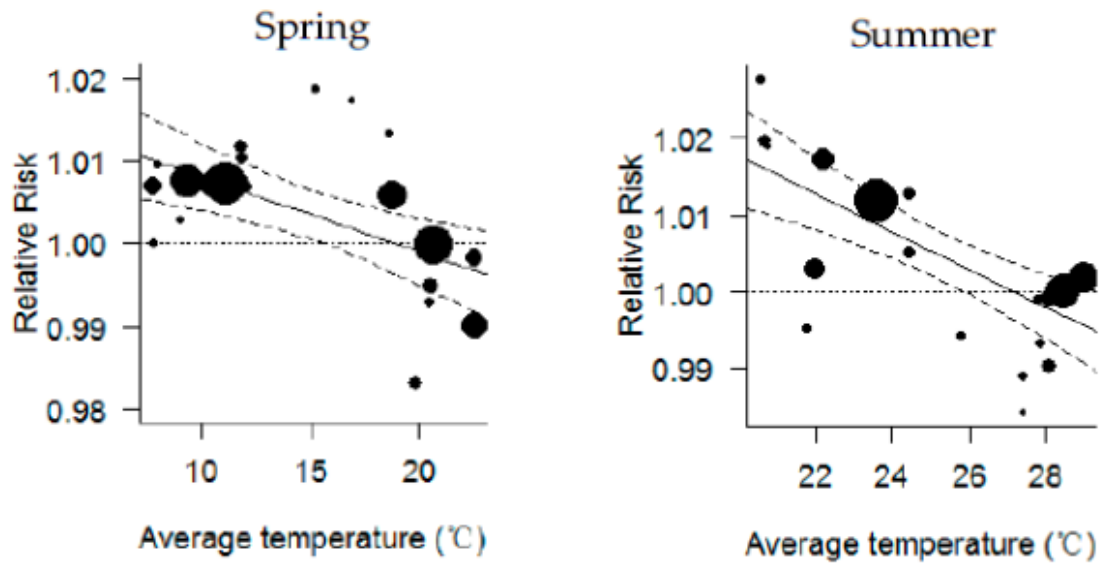 Spring
Relative Risk
1.02
1.01
1.00
0.99
0.98
10 15 20
Average temperature (℃)
Summer
Relative Risk
1.02
1.01
1.00
0.99
22 24 26 28
Average temperature (℃)